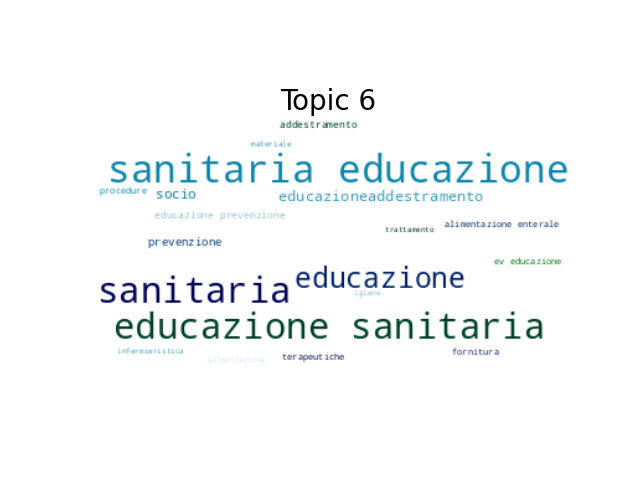 Topic 6
addestramento
materiale
sanitaria educazione
procedure socio educazioneaddestramento
educazione prevenzione
trattamento alimentazione enterale
prevenzione
ev educazione
sanitaria educazione
igiene
educazione sanitaria
infermieristica alimentazione terapeutiche fornitura